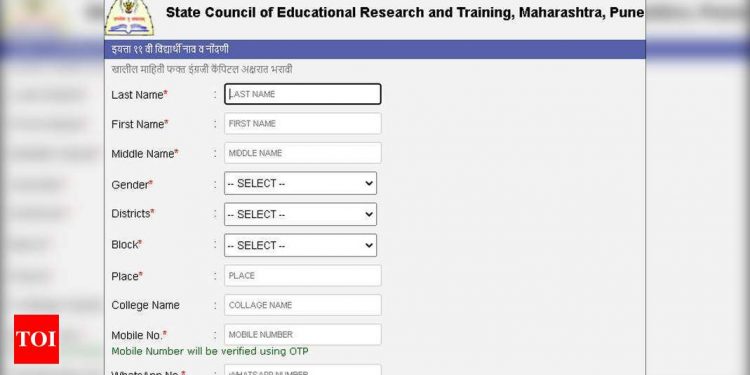 State Council of Educational Research and Training, Maharashtra, Pune
इयत्ता ११ वी विद्यार्थी नाव व नोंदणी
खालील माहिती फक्त इंग्रजी कॅपिटल अक्षरात भरावी
Last Name* : LAST NAME
First Name* : FIRST NAME
Middle Name* : MIDDLE NAME
Gender* : -- SELECT --
Districts* : -- SELECT --
Block* : -- SELECT --
Place* : PLACE
College Name : COLLAGE NAME
Mobile No.* : MOBILE NUMBER
Mobile Number will be verified using OTP
WhatsApp No.* : WHATSAPP NUMBER
TOI